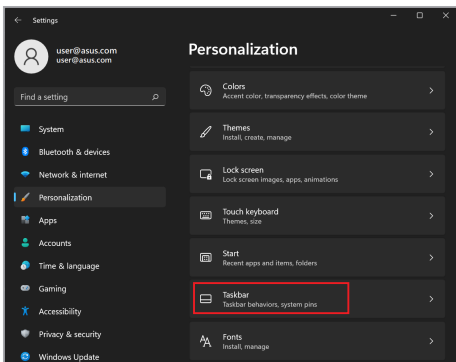 Settings
user@asus.com
user@asus.com
Find a setting
System
Bluetooth & devices
Network & internet
Personalization
Apps
Accounts
Time & language
Gaming
Accessibility
Privacy & security
Windows Update
Personalization
Colors
Accent color, transparency effects, color theme
Themes
Install, create, manage
Lock screen
Lock screen images, apps, animations
Touch keyboard
Themes, size
Start
Recent apps and items, folders
Taskbar
Taskbar behaviors, system pins
Fonts
Install, manage